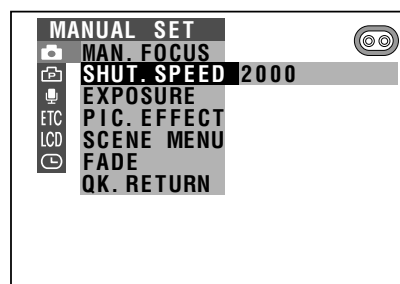 MANUAL SET
MAN. FOCUS
SHUT. SPEED 2000
EXPOSURE
ETC PIC. EFFECT
LCD SCENE MENU
FADE
QK. RETURN